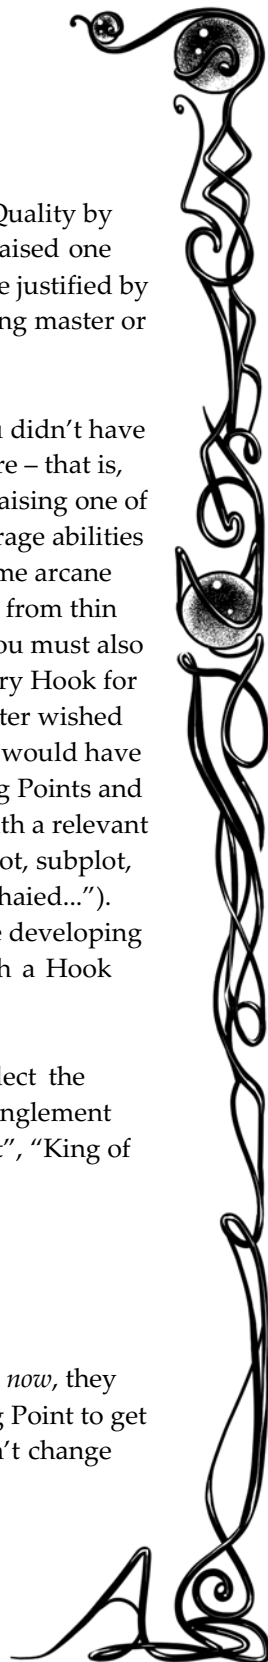 Quality by
aised one
e justified by
ng master or
u didn’t have
re – that is,
aising one of
rage abilities
me arcane
from thin
ou must also
ry Hook for
ter wished
would have
g Points and
th a relevant
ot, subplot,
haied...”).
e developing
h a Hook
lect the
nglement
t”, “King of
now, they
g Point to get
n’t change